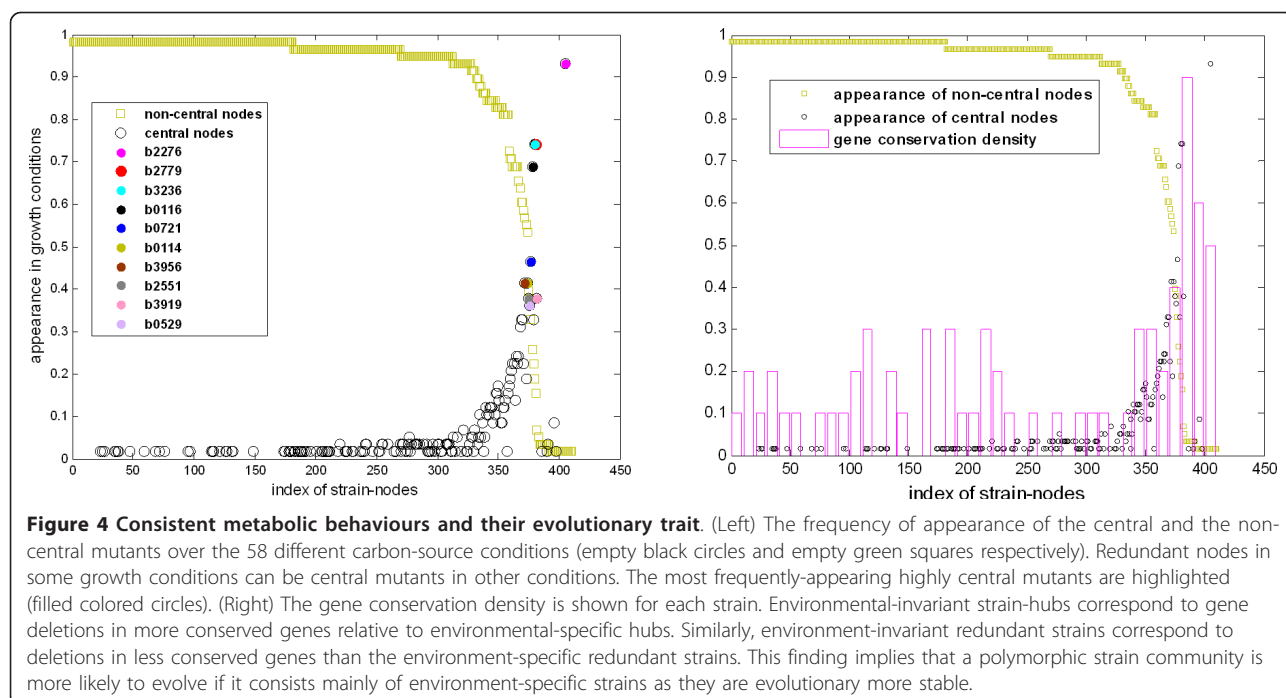 1
0.9
0.8
0.7
0.6
0.5
0.4
0.3
0.2
0.1
0
appearance in growth conditions
non-central nodes
central nodes
b2276
b2779
b3236
b0116
b0721
b0114
b3956
b2551
b3919
b0529
0 50 100 150 200 250 300 350 400 450
index of strain-nodes
1
0.9
0.8
0.7
0.6
0.5
0.4
0.3
0.2
0.1
0
appearance of non-central nodes
appearance of central nodes
gene conservation density
0 50 100 150 200 250 300 350 400 450
index of strain-nodes
Figure 4 Consistent metabolic behaviours and their evolutionary trait. (Left) The frequency of appearance of the central and the non-
central mutants over the 58 different carbon-source conditions (empty black circles and empty green squares respectively). Redundant nodes in
some growth conditions can be central mutants in other conditions. The most frequently-appearing highly central mutants are highlighted
(filled colored circles). (Right) The gene conservation density is shown for each strain. Environmental-invariant strain-hubs correspond to gene
deletions in more conserved genes relative to environmental-specific hubs. Similarly, environment-invariant redundant strains correspond to
deletions in less conserved genes than the environment-specific redundant strains. This finding implies that a polymorphic strain community is
more likely to evolve if it consists mainly of environment-specific strains as they are evolutionary more stable.